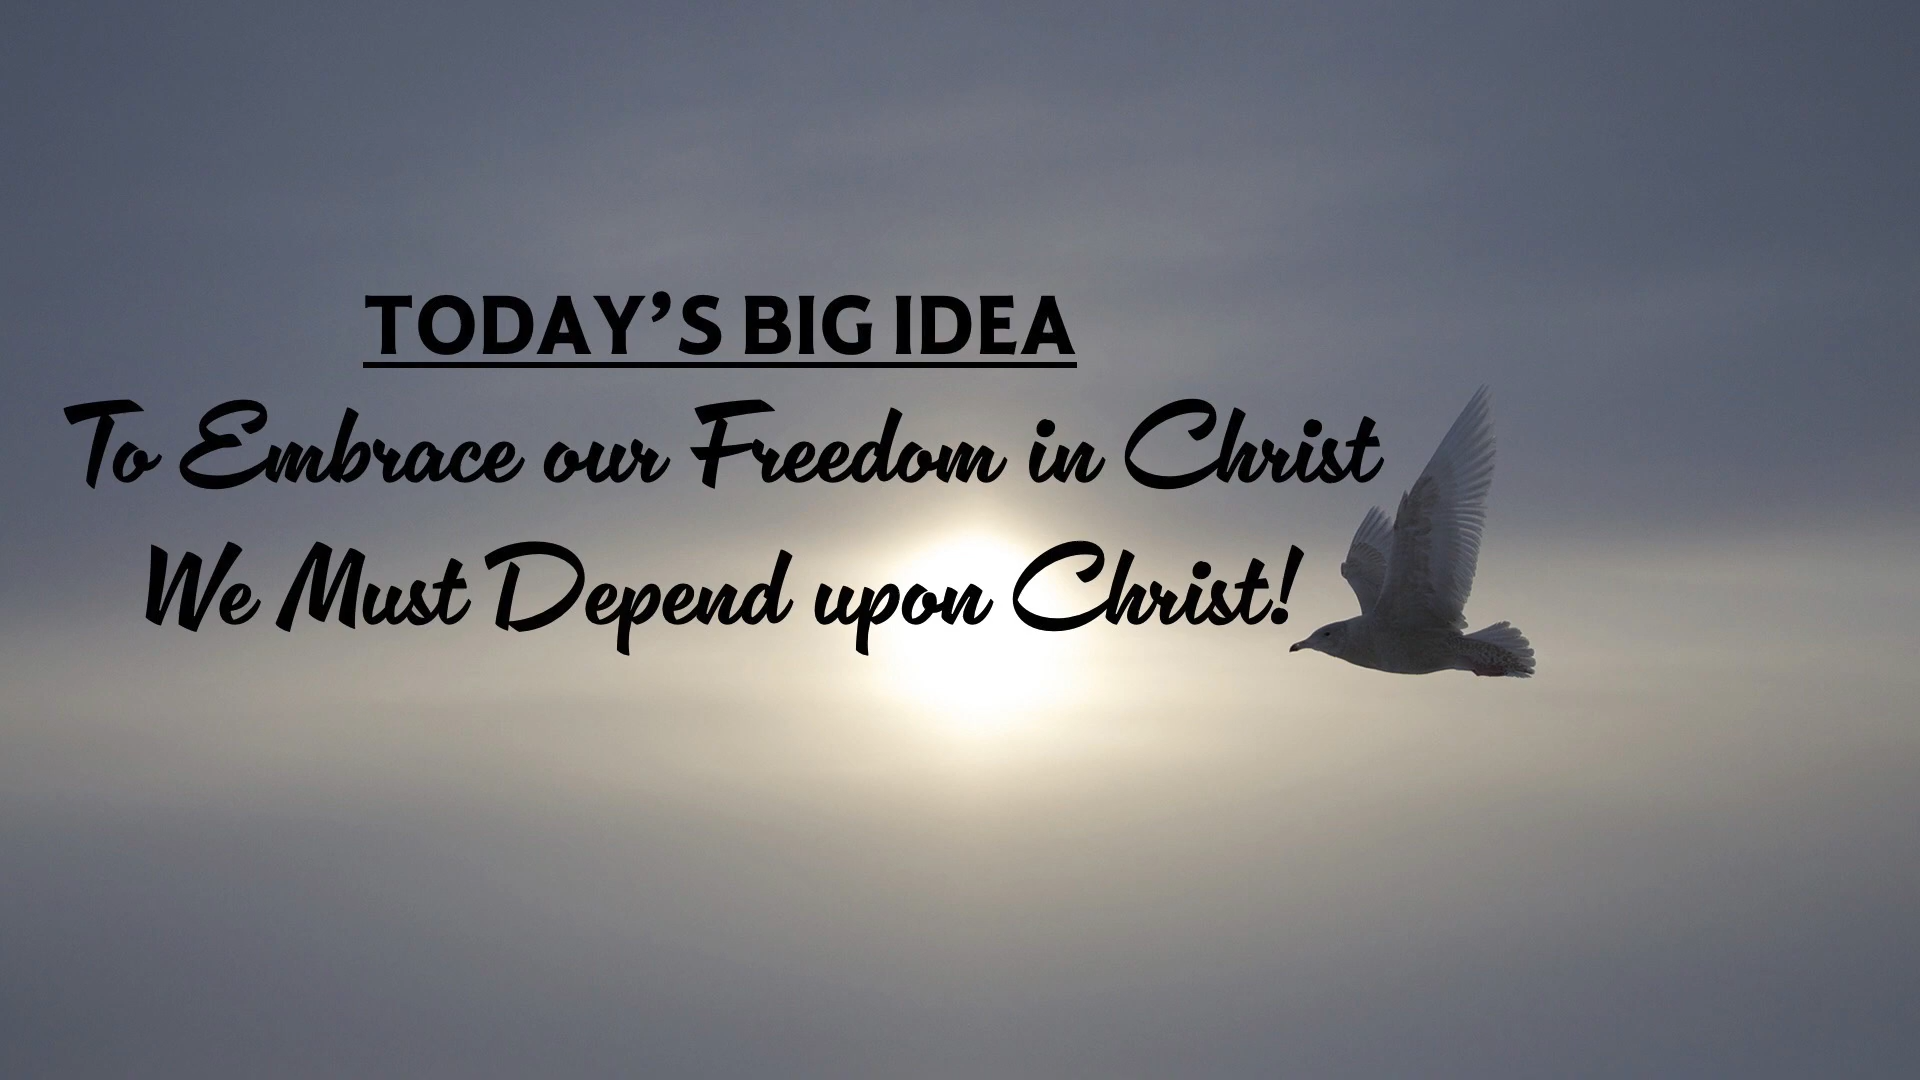 TODAY’S BIG IDEA
To Embrace our Freedom in Christ
We Must Depend upon Christ!